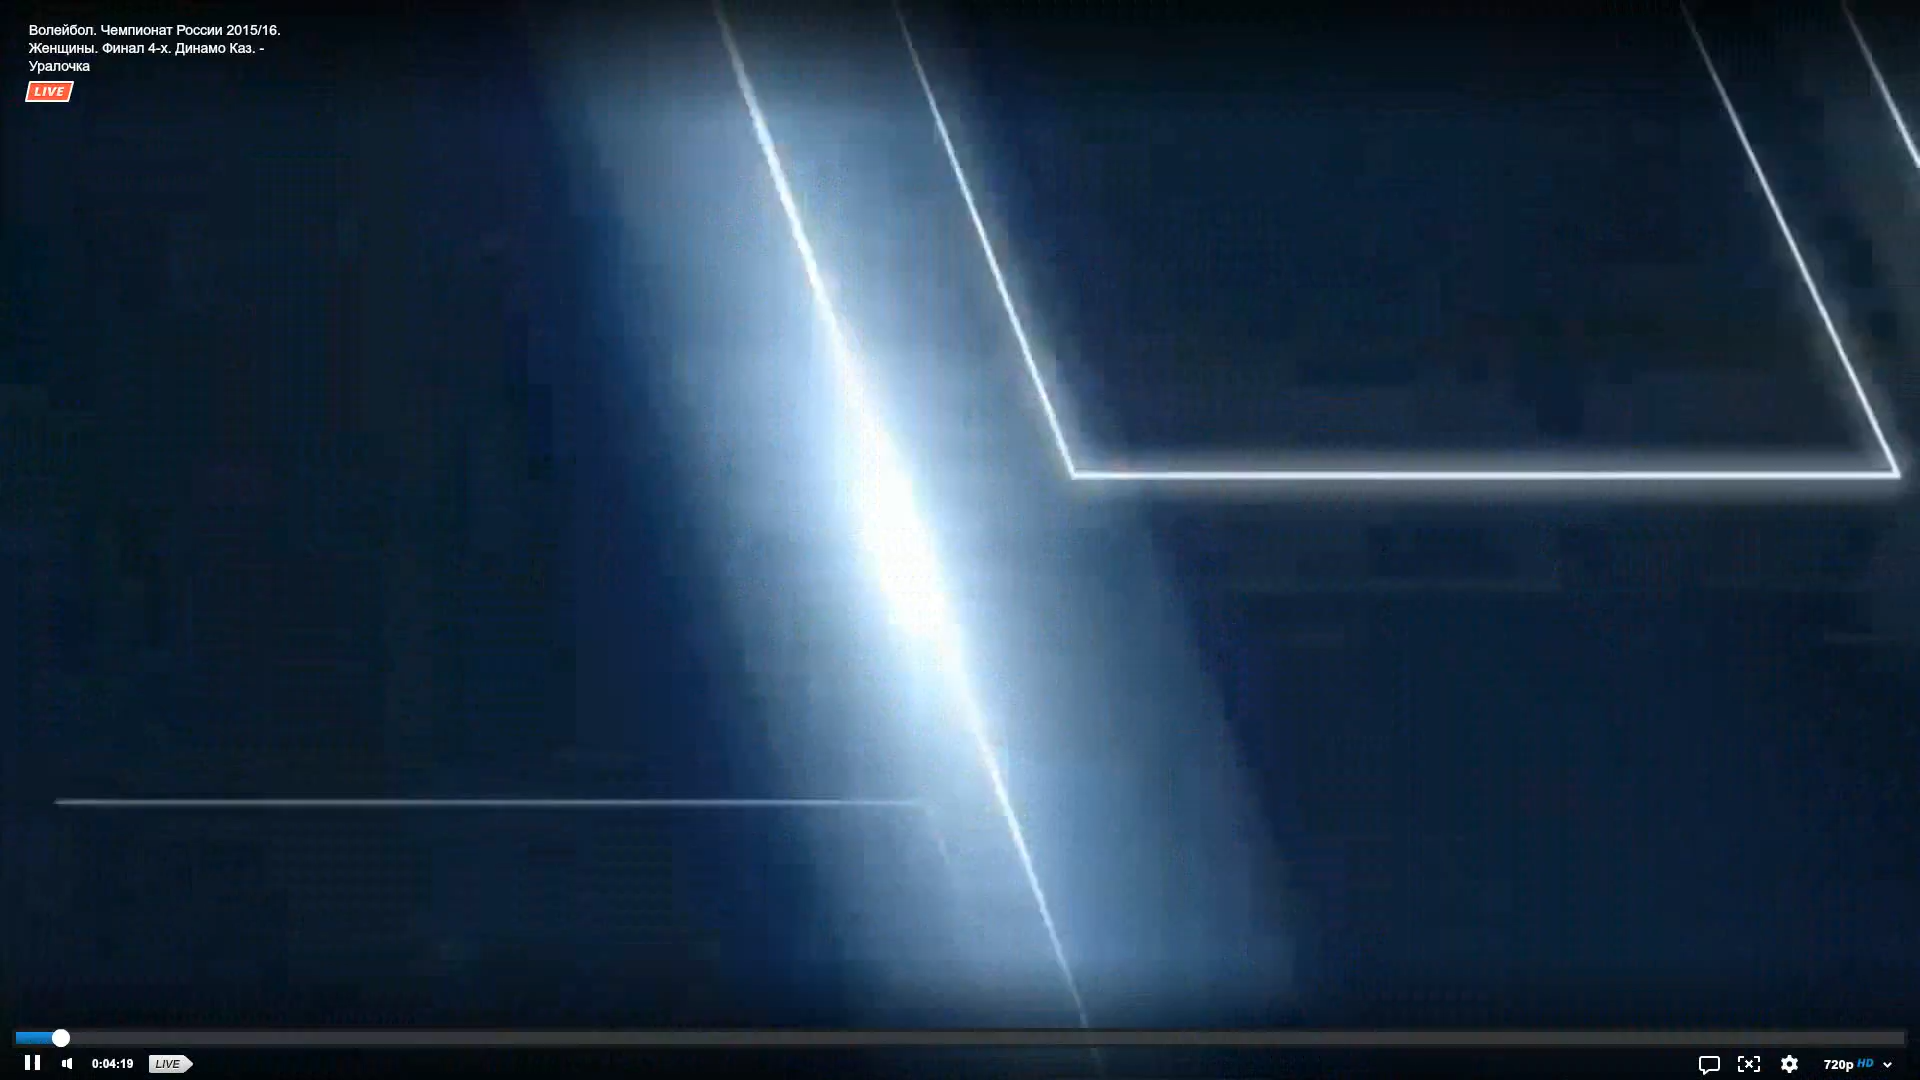 Волейбол. Чемпионат России 2015/16.
Женщины. Финал 4-х. Динамо Каз. -
Уралочка
LIVE
0:04:19 LIVE 720p HD